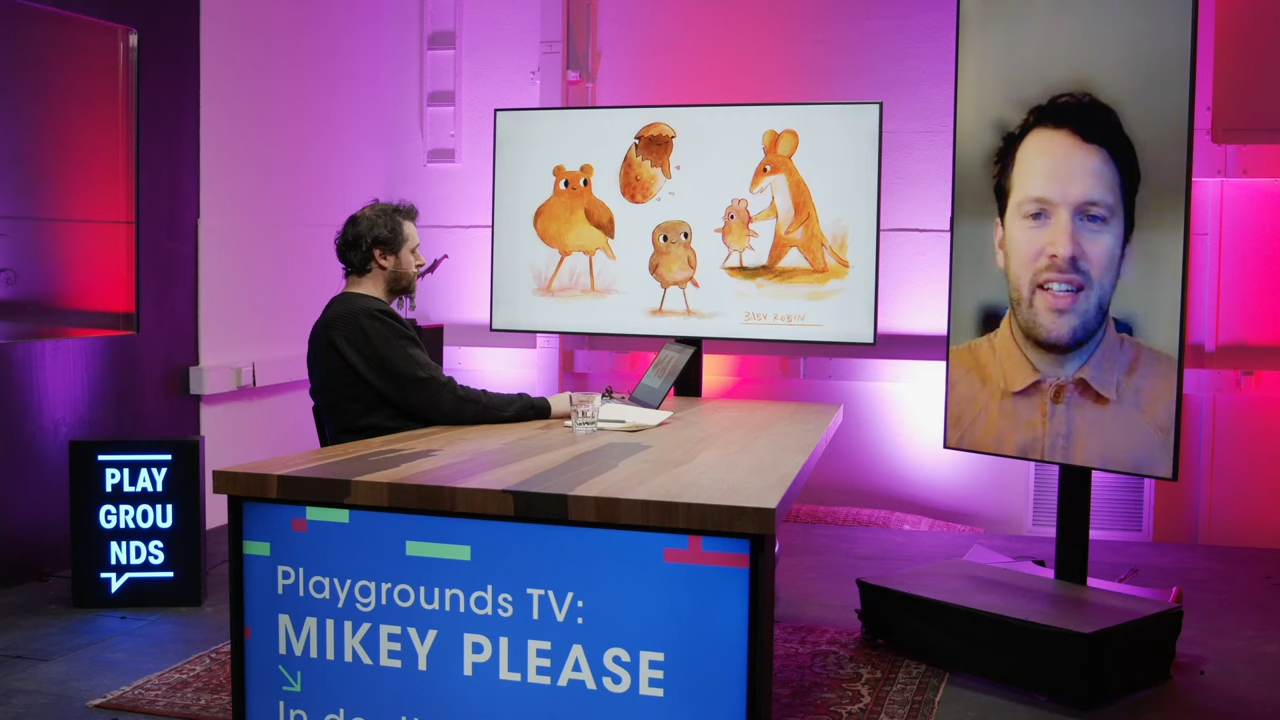 BABY ROBIN
PLAY
GROU
NDS
Playgrounds TV:
MIKEY PLEASE